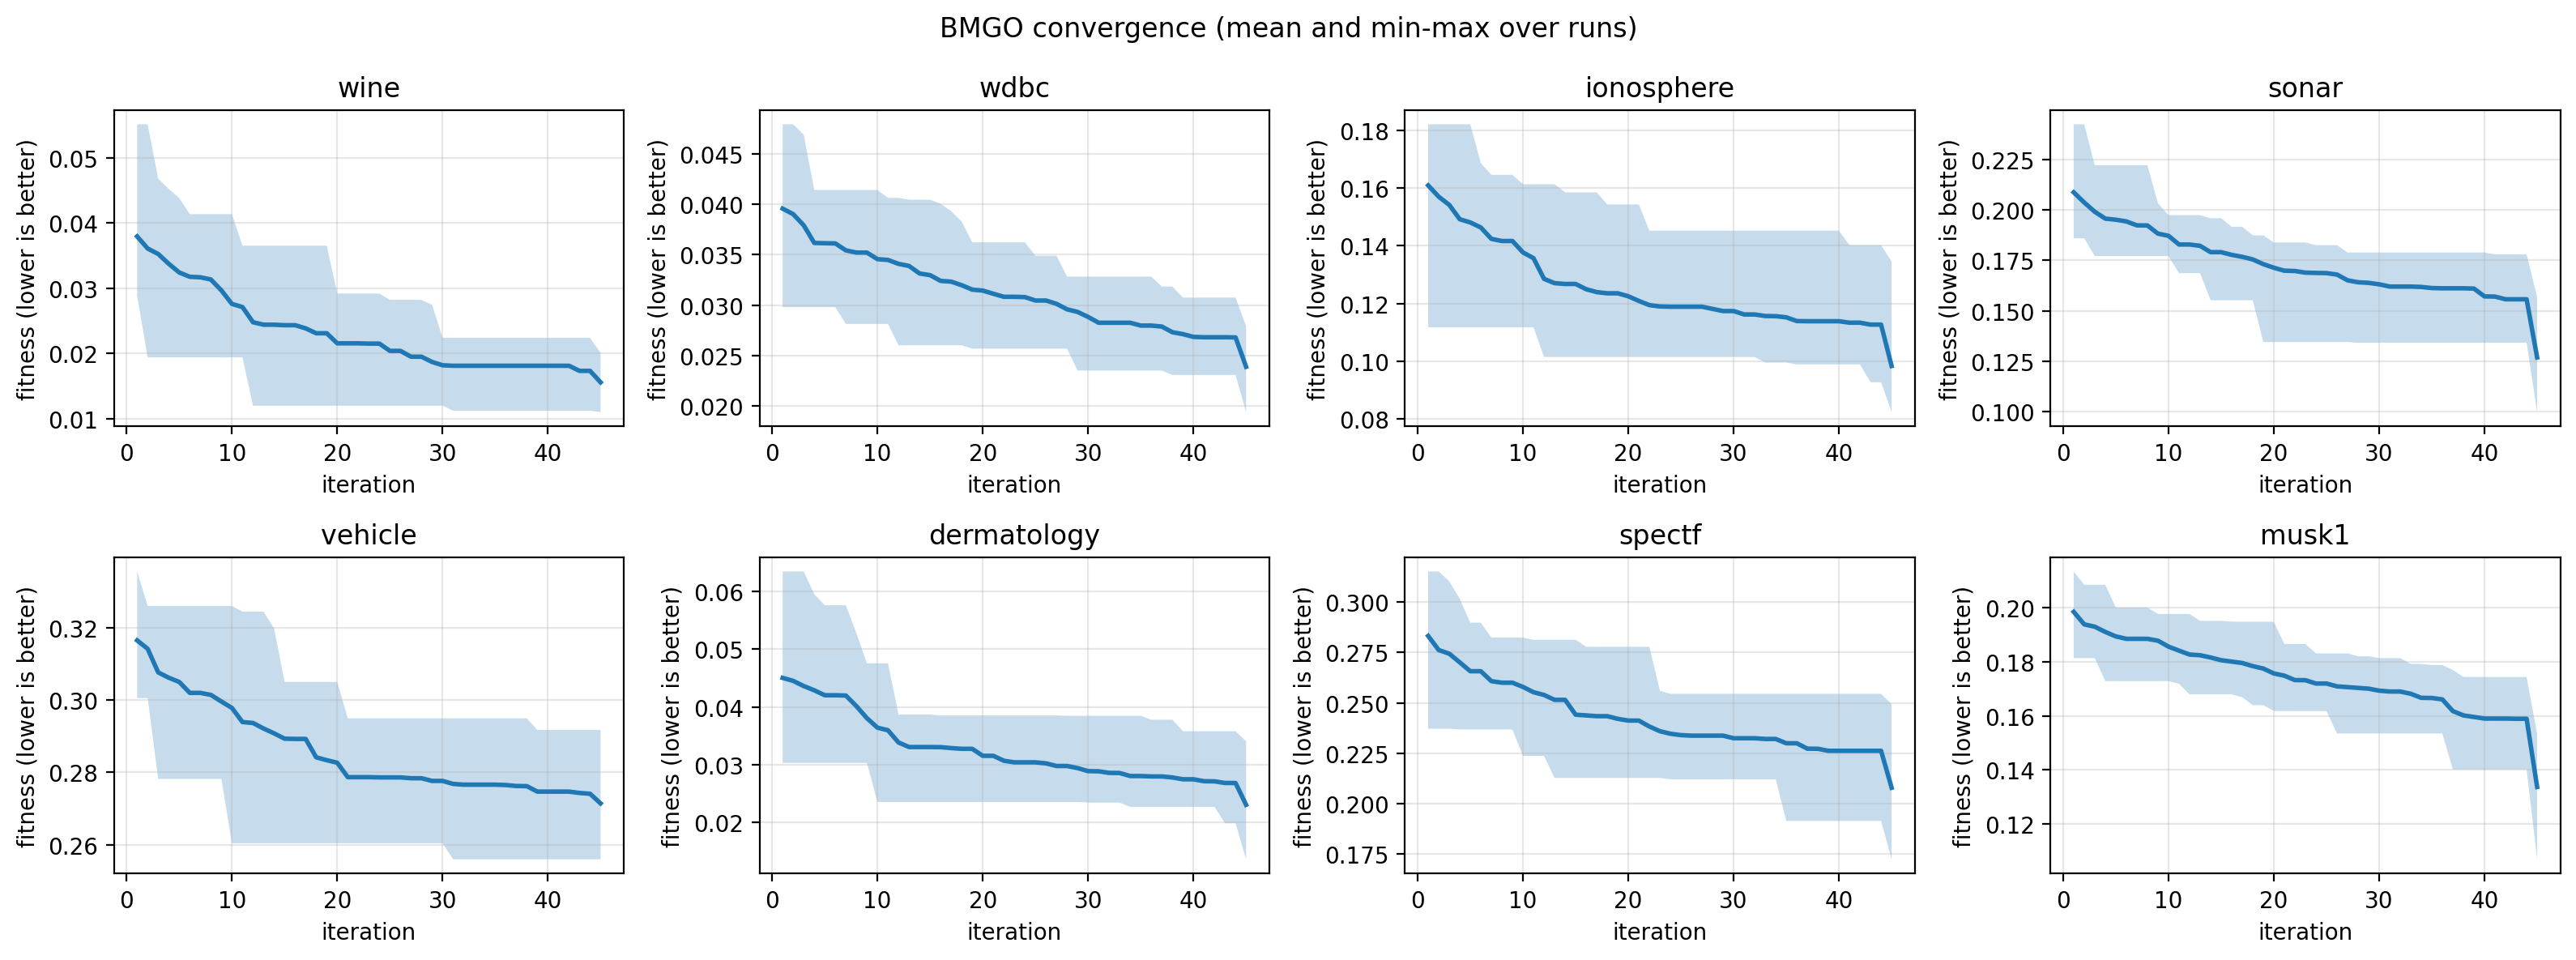 BMGO convergence (mean and min-max over runs)
wine
fitness (lower is better)
0.05
0.04
0.03
0.02
0.01
0 10 20 30 40
iteration
wdbc
fitness (lower is better)
0.045
0.040
0.035
0.030
0.025
0.020
0 10 20 30 40
iteration
ionosphere
fitness (lower is better)
0.18
0.16
0.14
0.12
0.10
0.08
0 10 20 30 40
iteration
sonar
fitness (lower is better)
0.225
0.200
0.175
0.150
0.125
0.100
0 10 20 30 40
iteration
vehicle
fitness (lower is better)
0.32
0.30
0.28
0.26
0 10 20 30 40
iteration
dermatology
fitness (lower is better)
0.06
0.05
0.04
0.03
0.02
0 10 20 30 40
iteration
spectf
fitness (lower is better)
0.300
0.275
0.250
0.225
0.200
0.175
0 10 20 30 40
iteration
musk1
fitness (lower is better)
0.20
0.18
0.16
0.14
0.12
0 10 20 30 40
iteration